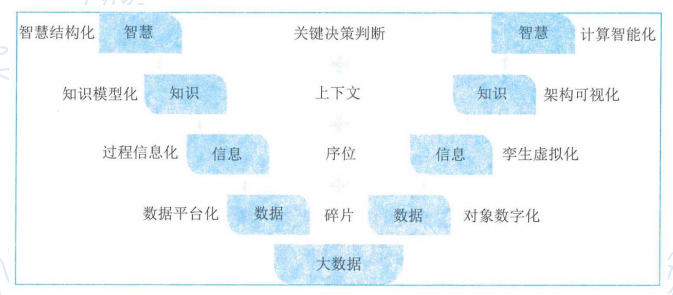 智慧结构化 智慧 关键决策判断 智慧 计算智能化
知识模型化 知识 上下文 知识 架构可视化
过程信息化 信息 序位 信息 孪生虚拟化
数据平台化 数据 碎片 数据 对象数字化
大数据